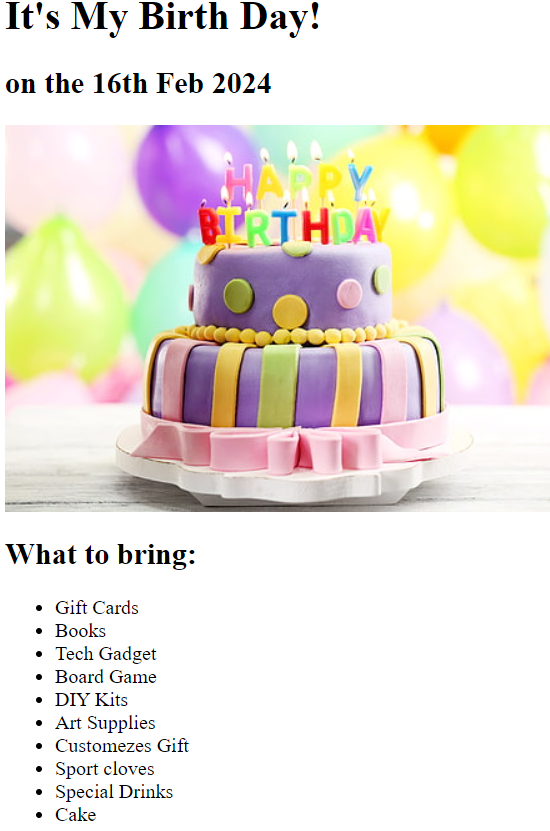 It's My Birth Day!
on the 16th Feb 2024
HAPPY
BIRTHDAY
What to bring:
Gift Cards
Books
Tech Gadget
Board Game
DIY Kits
Art Supplies
Customezes Gift
Sport cloves
Special Drinks
Cake